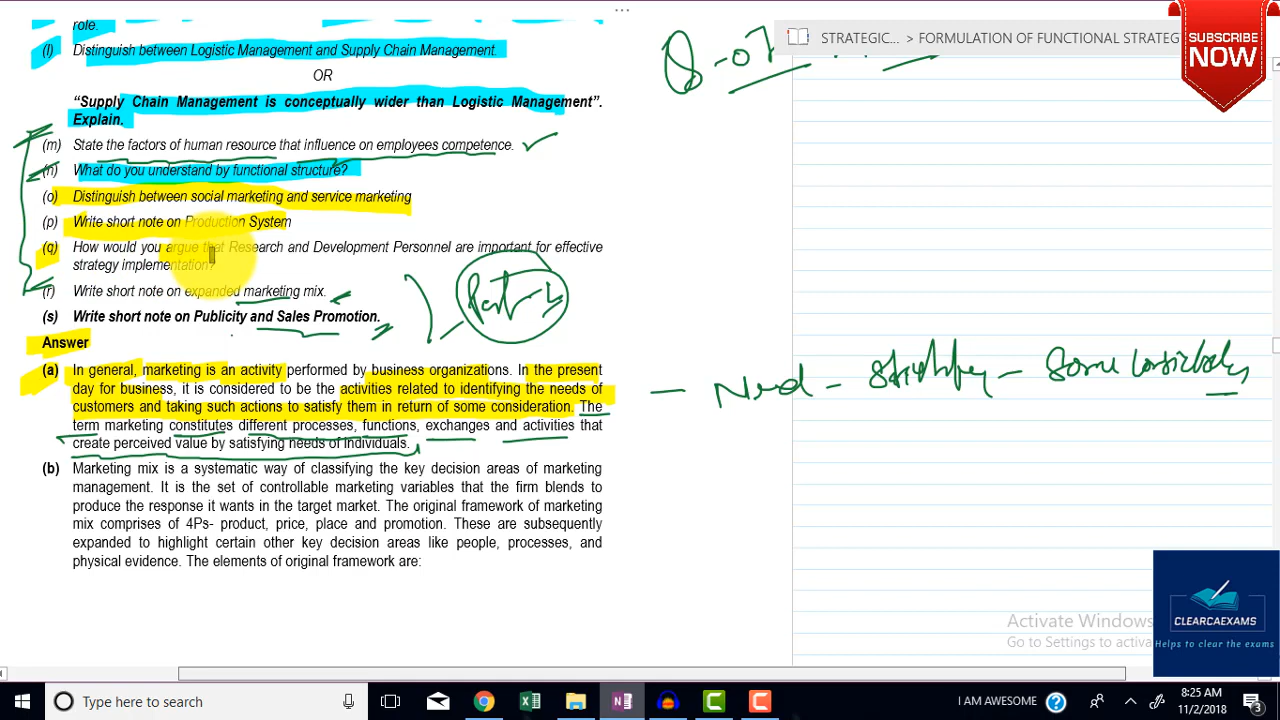 role.
(l) Distinguish between Logistic Management and Supply Chain Management.
OR
“Supply Chain Management is conceptually wider than Logistic Management”.
Explain.
(m) State the factors of human resource that influence on employees competence.
(n) What do you understand by functional structure?
(o) Distinguish between social marketing and service marketing
(p) Write short note on Production System
(q) How would you argue that Research and Development Personnel are important for effective
strategy implementation?
(r) Write short note on expanded marketing mix.
(s) Write short note on Publicity and Sales Promotion.
Answer
(a) In general, marketing is an activity performed by business organizations. In the present
day for business, it is considered to be the activities related to identifying the needs of
customers and taking such actions to satisfy them in return of some consideration. The
term marketing constitutes different processes, functions, exchanges and activities that
create perceived value by satisfying needs of individuals.
(b) Marketing mix is a systematic way of classifying the key decision areas of marketing
management. It is the set of controllable marketing variables that the firm blends to
produce the response it wants in the target market. The original framework of marketing
mix comprises of 4Ps- product, price, place and promotion. These are subsequently
expanded to highlight certain other key decision areas like people, processes, and
physical evidence. The elements of original framework are:
Part-
STRATEGIC... > FORMULATION OF FUNCTIONAL STRATEG
SUBSCRIBE
NOW
- Need - - Some
Activate Windows
Go to Settings to activa
CLEARCAEXAMS
Helps to clear the exams
Type here to search
I AM AWESOME
8:25 AM
11/2/2018
3